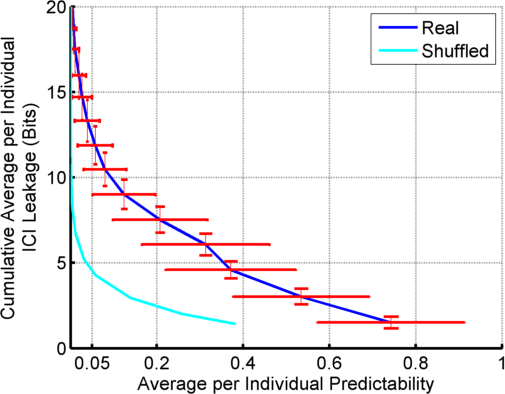 20
15
10
5
0
Cumulative Average per Individual
ICI Leakage (Bits)
Real
Shuffled
0.05 0.2 0.4 0.6 0.8 1
Average per Individual Predictability